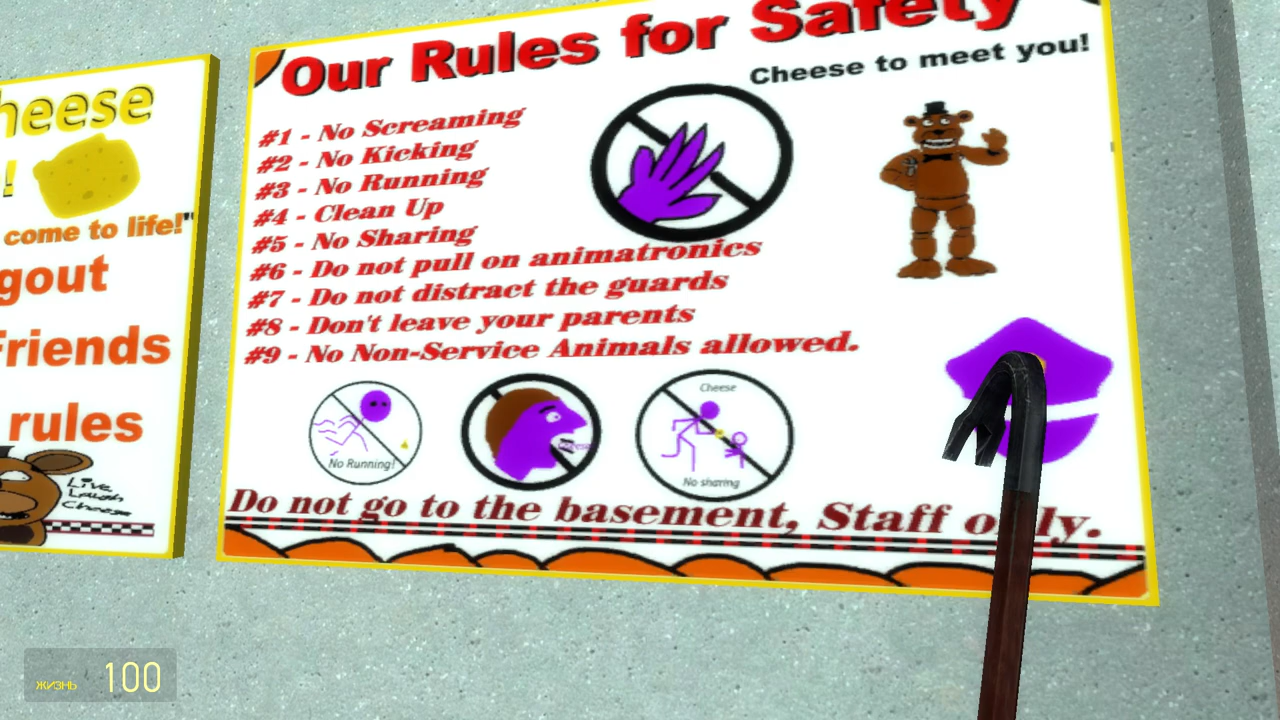 heese
!
come to life!"
gout
Friends
rules
Live
Laugh
Cheese
Our Rules for Safety
Cheese to meet you!
#1 - No Screaming
#2 - No Kicking
#3 - No Running
#4 - Clean Up
#5 - No Sharing
#6 - Do not pull on animatronics
#7 - Do not distract the guards
#8 - Don't leave your parents
#9 - No Non-Service Animals allowed.
No Running!
Cheese
No sharing
Do not go to the basement, Staff only.
жизнь 100